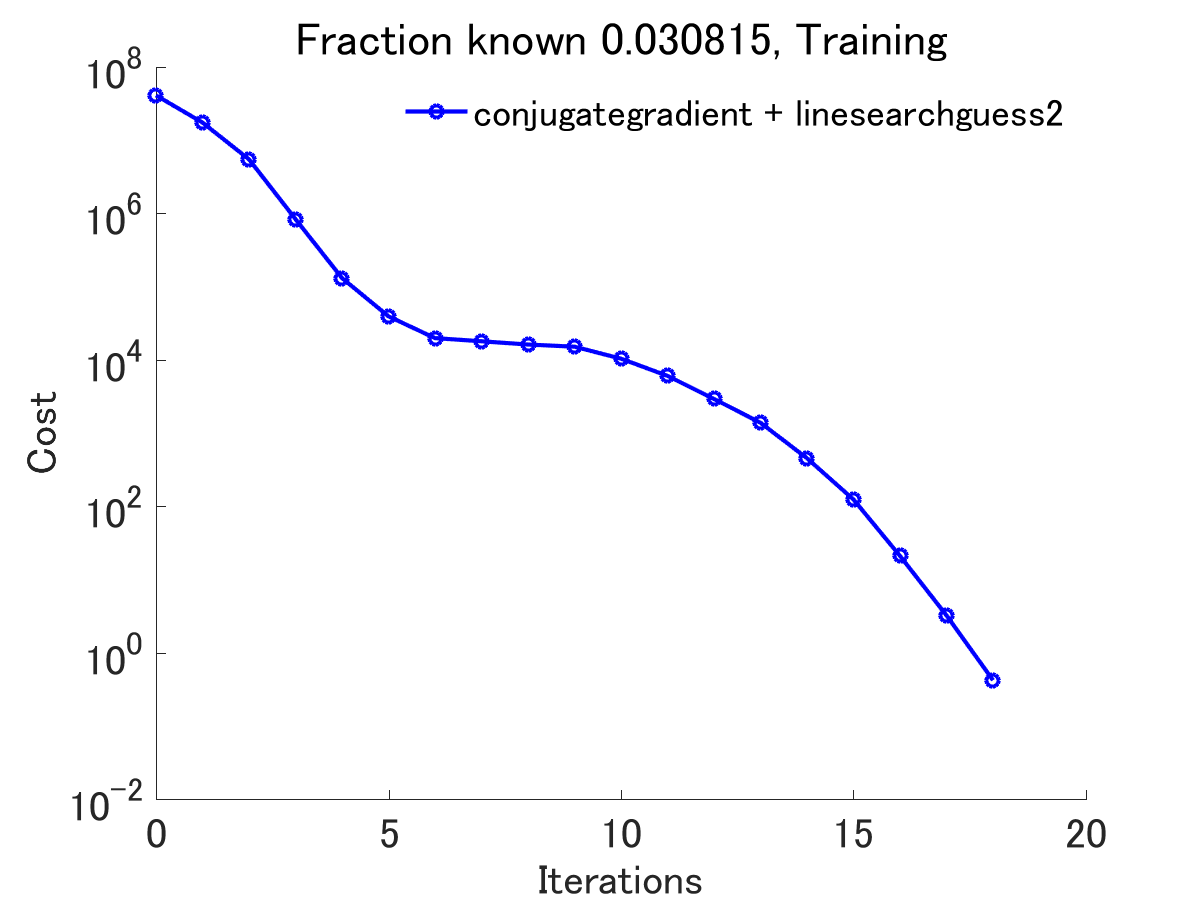 Fraction known 0.030815, Training
conjugategradient + linesearchguess2
10^8
10^6
10^4
10^2
10^0
10^-2
Cost
0 5 10 15 20
Iterations